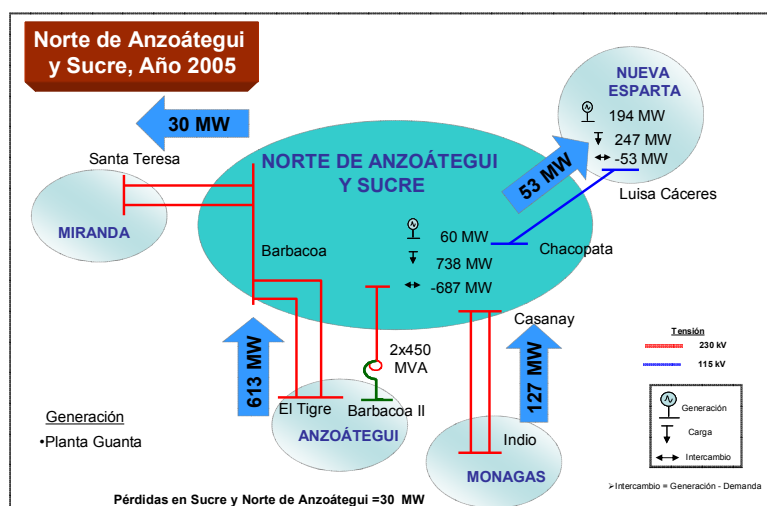 Norte de Anzoátegui
y Sucre, Año 2005
30 MW
Santa Teresa
MIRANDA
NORTE DE ANZOÁTEGUI
Y SUCRE
Barbacoa
60 MW
738 MW
-687 MW
NUEVA
ESPARTA
194 MW
247 MW
-53 MW
53 MW
Luisa Cáceres
Chacopata
Casanay
613 MW
2x450
MVA
127 MW
El Tigre
Barbacoa II
ANZOÁTEGUI
Indio
MONAGAS
Tensión
230 kV
115 kV
Generación
Carga
Intercambio
➢Intercambio = Generación - Demanda
Generación
•Planta Guanta
Pérdidas en Sucre y Norte de Anzoátegui =30 MW